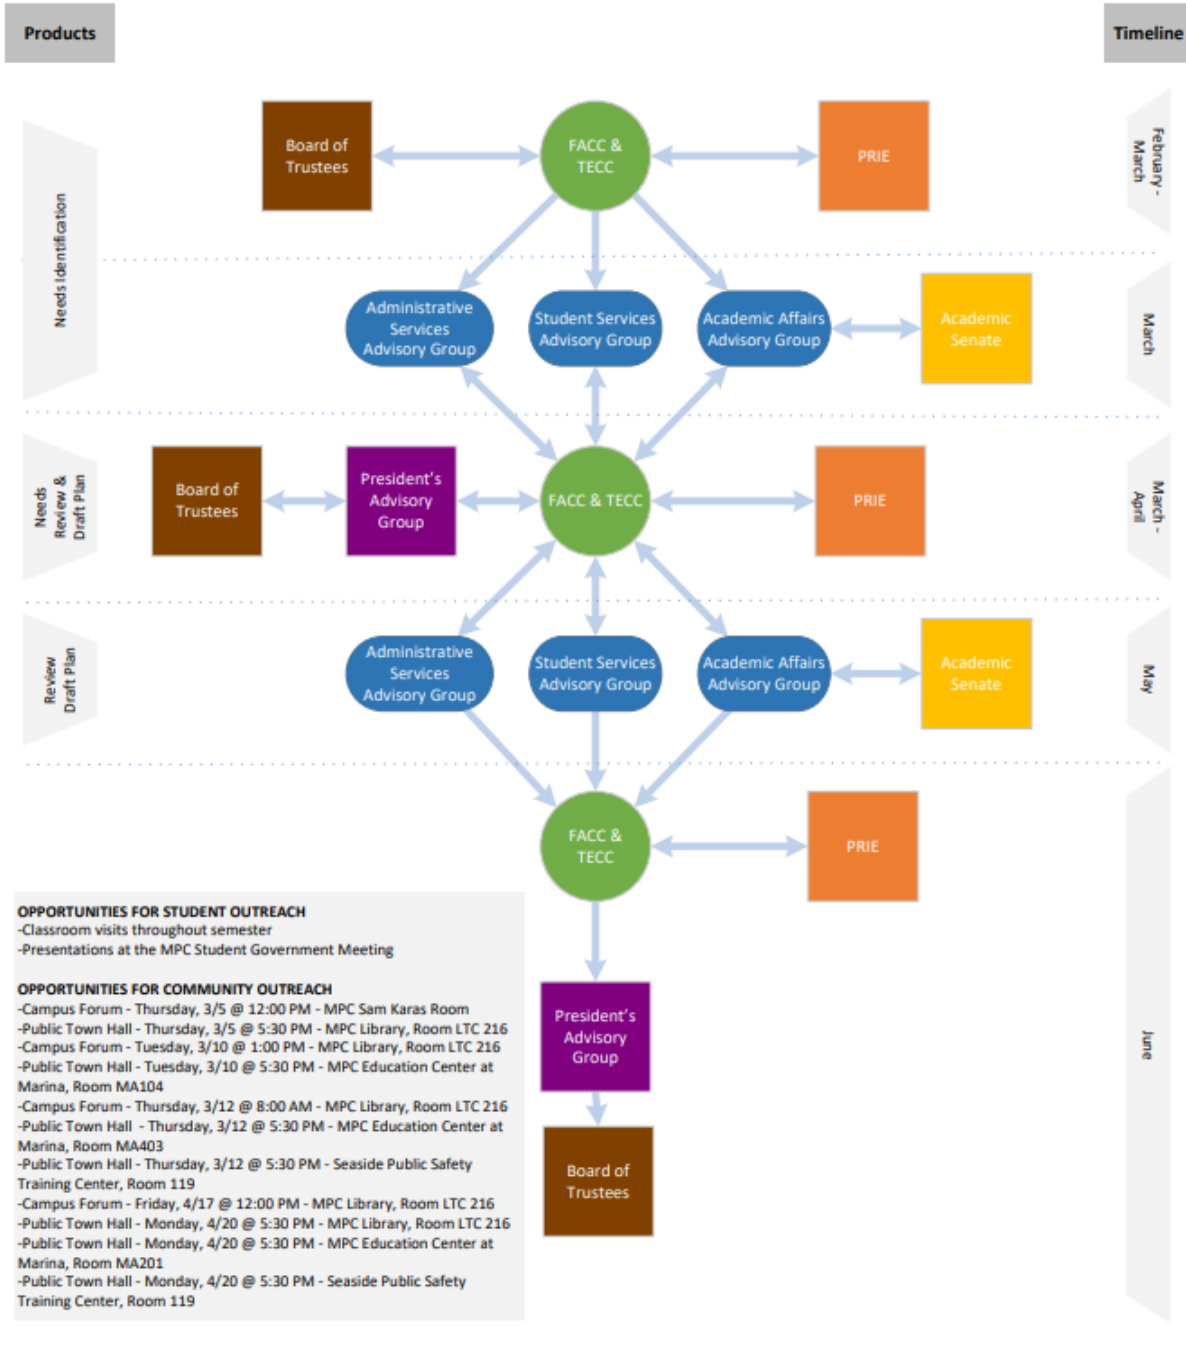 Products
Timeline
Board of
Trustees
FACC &
TECC
PRIE
February -
March
Needs Identification
Administrative
Services
Advisory Group
Student Services
Advisory Group
Academic Affairs
Advisory Group
Academic
Senate
March
Needs
Review &
Draft Plan
Board of
Trustees
President's
Advisory
Group
FACC & TECC
PRIE
March -
April
Review
Draft Plan
Administrative
Services
Advisory Group
Student Services
Advisory Group
Academic Affairs
Advisory Group
Academic
Senate
May
FACC &
TECC
PRIE
OPPORTUNITIES FOR STUDENT OUTREACH
-Classroom visits throughout semester
-Presentations at the MPC Student Government Meeting
OPPORTUNITIES FOR COMMUNITY OUTREACH
-Campus Forum - Thursday, 3/5 @ 12:00 PM - MPC Sam Karas Room
-Public Town Hall - Thursday, 3/5 @ 5:30 PM - MPC Library, Room LTC 216
-Campus Forum - Tuesday, 3/10 @ 1:00 PM - MPC Library, Room LTC 216
-Public Town Hall - Tuesday, 3/10 @ 5:30 PM - MPC Education Center at
Marina, Room MA104
-Campus Forum - Thursday, 3/12 @ 8:00 AM - MPC Library, Room LTC 216
-Public Town Hall  - Thursday, 3/12 @ 5:30 PM - MPC Education Center at
Marina, Room MA403
-Public Town Hall - Thursday, 3/12 @ 5:30 PM - Seaside Public Safety
Training Center, Room 119
-Campus Forum - Friday, 4/17 @ 12:00 PM - MPC Library, Room LTC 216
-Public Town Hall - Monday, 4/20 @ 5:30 PM - MPC Library, Room LTC 216
-Public Town Hall - Monday, 4/20 @ 5:30 PM - MPC Education Center at
Marina, Room MA201
-Public Town Hall - Monday, 4/20 @ 5:30 PM - Seaside Public Safety
Training Center, Room 119
President's
Advisory
Group
Board of
Trustees
June